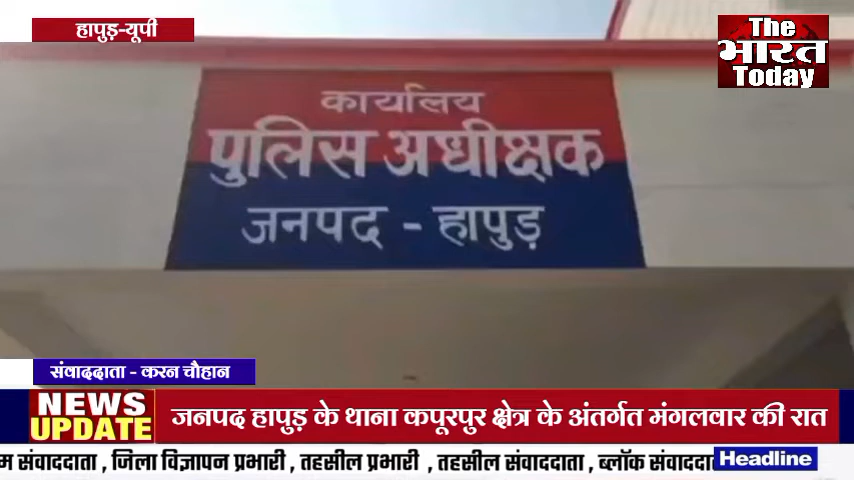 हापुड़-यूपी
The
भारत
Today
कार्यालय
पुलिस अधीक्षक
जनपद - हापुड़
संवाददाता - करन चौहान
NEWS
UPDATE
जनपद हापुड़ के थाना कपूरपुर क्षेत्र के अंतर्गत मंगलवार की रात
संवाददाता , जिला विज्ञापन प्रभारी , तहसील प्रभारी , तहसील संवाददाता , ब्लॉक
Headline